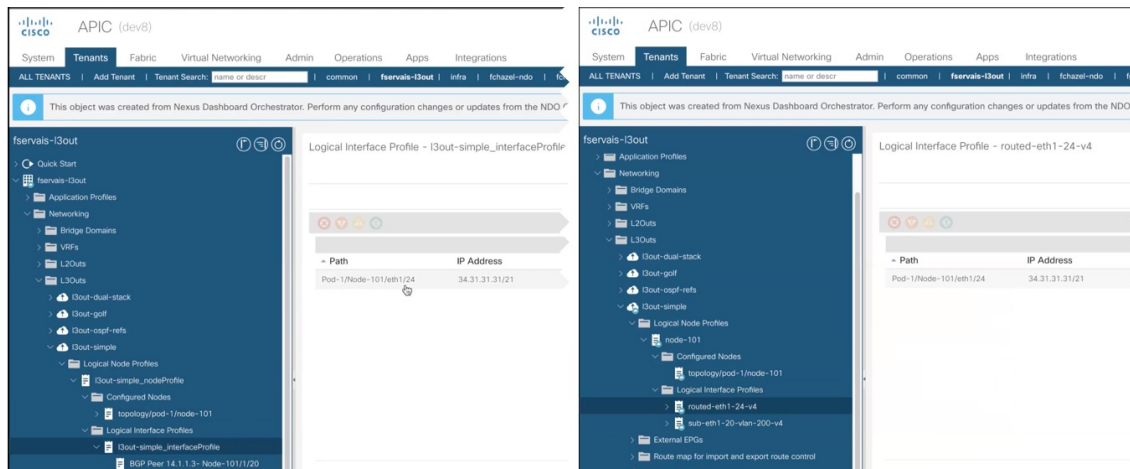 CISCO APIC (dev8)
System Tenants Fabric Virtual Networking Admin Operations Apps Integrations
ALL TENANTS | Add Tenant | Tenant Search: name or descr | common | fservais-l3out | infra | fchazel-ndo |
This object was created from Nexus Dashboard Orchestrator. Perform any configuration changes or updates from the NDO
fservais-l3out
Quick Start
fservais-l3out
Application Profiles
Networking
Bridge Domains
VRFs
L2Outs
L3Outs
l3out-dual-stack
l3out-golf
l3out-ospf-refs
l3out-simple
Logical Node Profiles
l3out-simple_nodeProfile
Configured Nodes
topology/pod-1/node-101
Logical Interface Profiles
l3out-simple_interfaceProfile
BGP Peer 14.1.1.3- Node-101/1/20
Logical Interface Profile - l3out-simple_interfaceProfile
Path IP Address
Pod-1/Node-101/eth1/24 34.31.31.31/21
CISCO APIC (dev8)
System Tenants Fabric Virtual Networking Admin Operations Apps Integrations
ALL TENANTS | Add Tenant | Tenant Search: name or descr | common | fservais-l3out | infra | fchazel-ndo |
This object was created from Nexus Dashboard Orchestrator. Perform any configuration changes or updates from the NDO
fservais-l3out
Application Profiles
Networking
Bridge Domains
VRFs
L2Outs
L3Outs
l3out-dual-stack
l3out-golf
l3out-ospf-refs
l3out-simple
Logical Node Profiles
node-101
Configured Nodes
topology/pod-1/node-101
Logical Interface Profiles
routed-eth1-24-v4
sub-eth1-20-vlan-200-v4
External EPGs
Route map for import and export route control
Logical Interface Profile - routed-eth1-24-v4
Path IP Address
Pod-1/Node-101/eth1/24 34.31.31.31/21